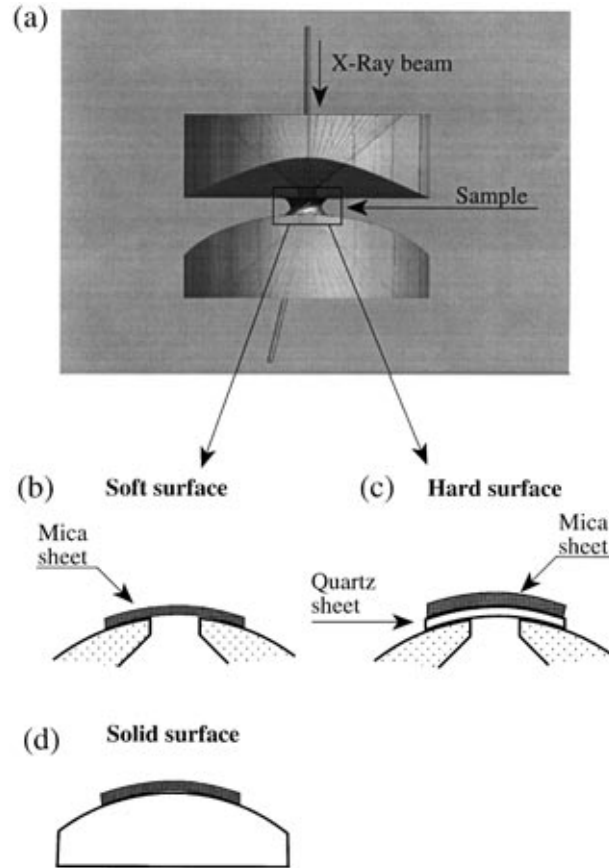 (a)
X-Ray beam
Sample
(b)
Soft surface
(c)
Hard surface
Mica
sheet
Mica
sheet
Quartz
sheet
(d)
Solid surface